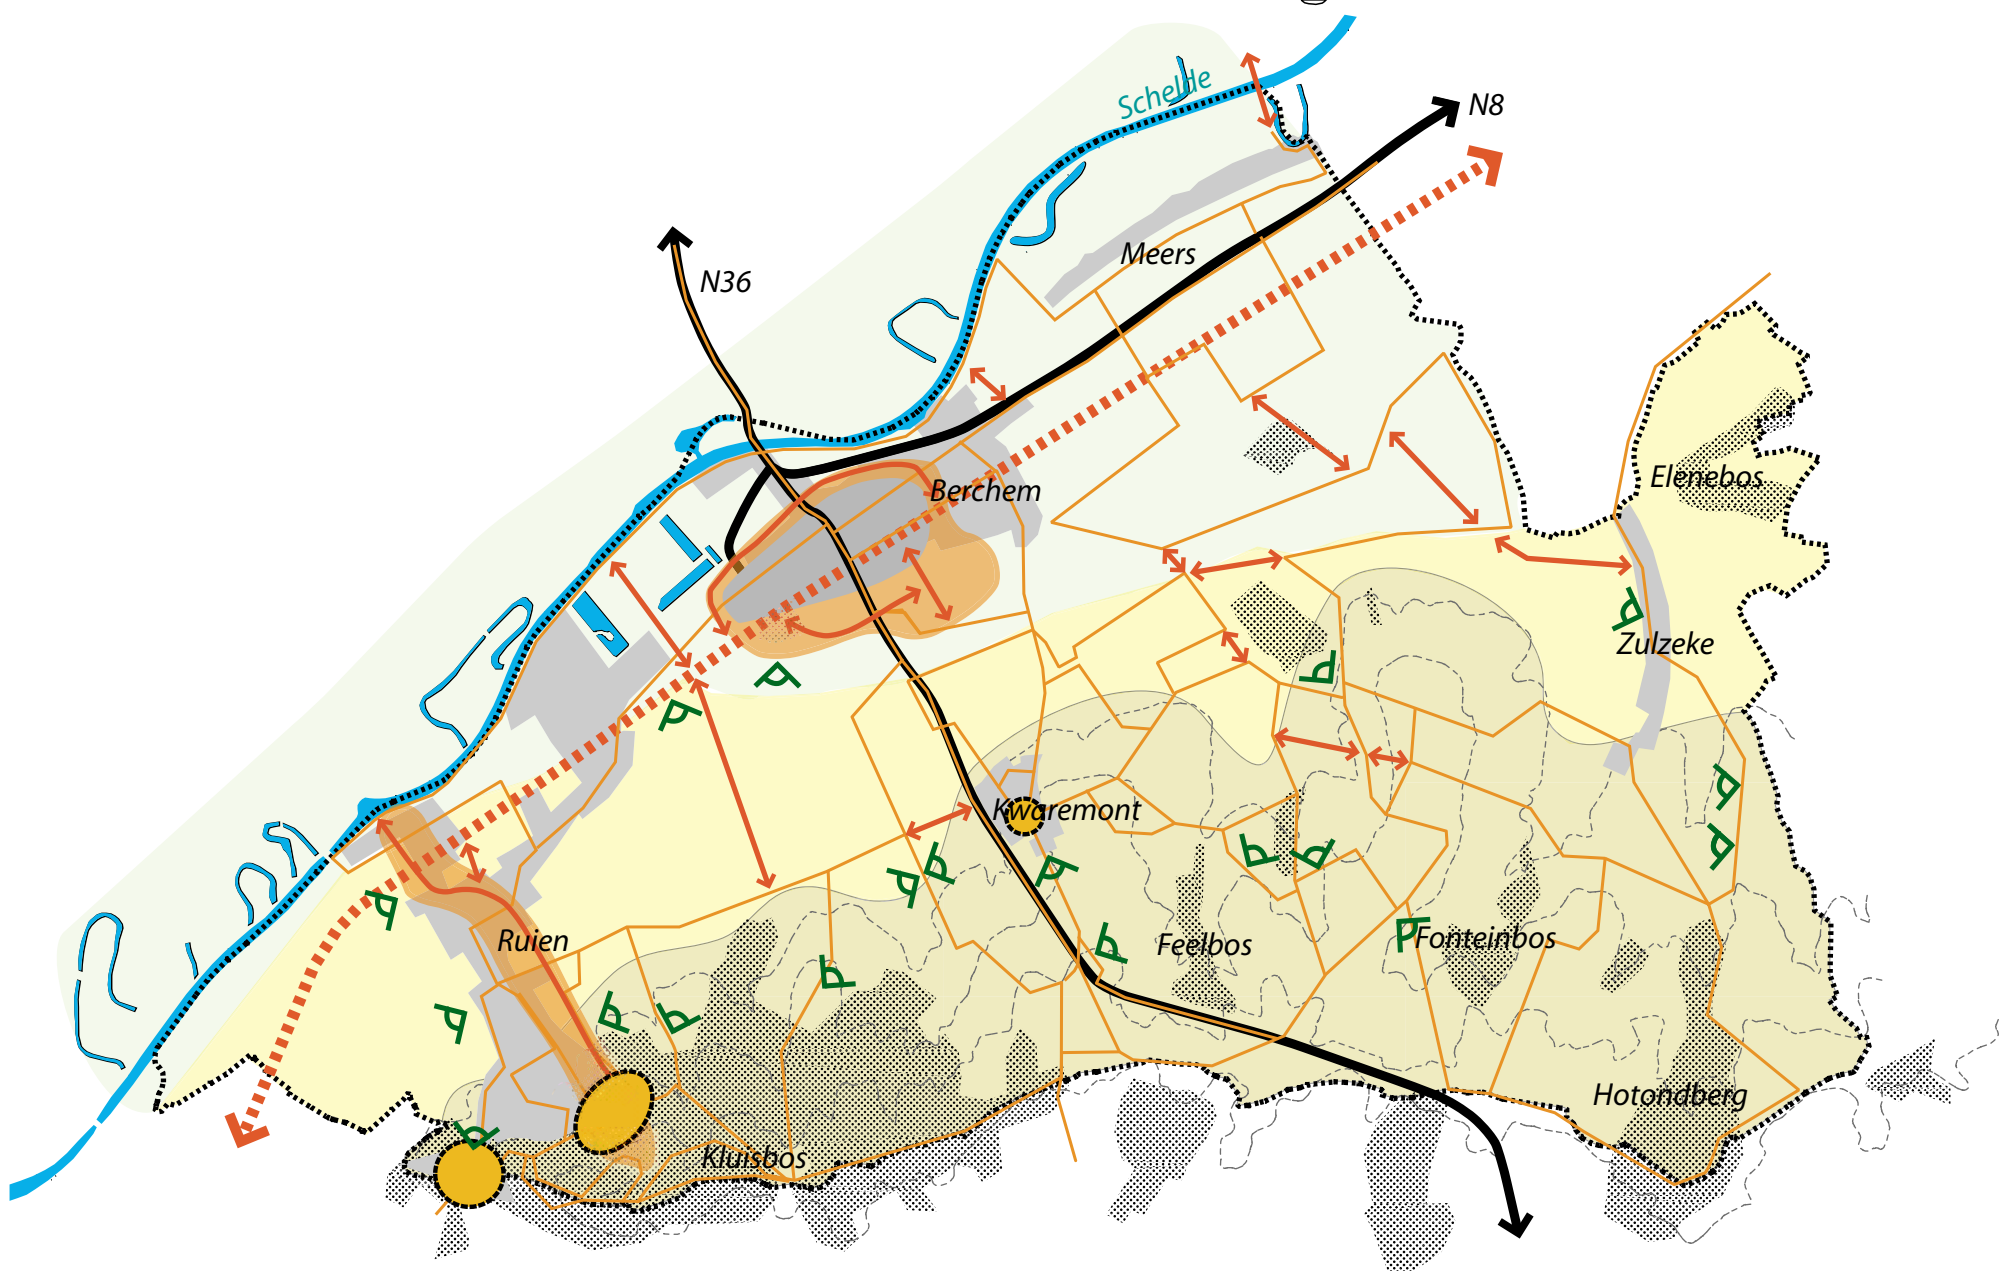 Schelde
N8
Meers
N36
Berchem
Elenebos
Zulzeke
Kwaremont
Ruien
Feelbos
Fonteinbos
Hotondberg
Kluisbos